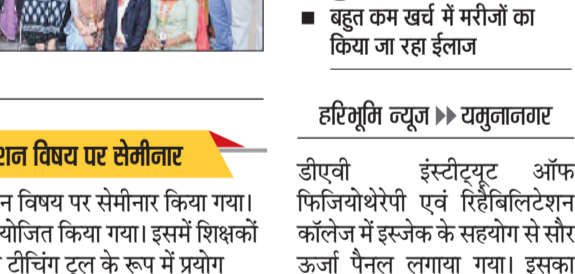 बहुत कम खर्च में मरीजों का
किया जा रहा ईलाज
हरिभूमि न्यूज यमुनानगर
डीएवी इंस्टीट्यूट ऑफ
फिजियोथेरेपी एवं रिहैबिलिटेशन
कॉलेज में इस्जेक के सहयोग से सौर
ऊर्जा पैनल लगाया गया। इसका
विषय पर सेमीनार
विषय पर सेमीनार किया गया।
किया गया। इसमें शिक्षकों
टीचिंग टूल के रूप में प्रयोग